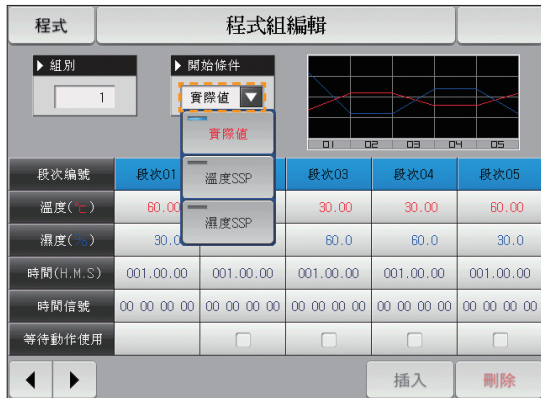 程式 程式組編輯
▶ 組別 ▶ 開始條件
1 實際值 ▼
實際值
溫度SSP
濕度SSP
01 02 03 04 05
段次編號 段次01 段次03 段次04 段次05
溫度(℃) 60.00 30.00 30.00 60.00
濕度(%) 30.0 60.0 60.0 30.0
時間(H.M.S) 001.00.00 001.00.00 001.00.00 001.00.00 001.00.00
時間信號 00 00 00 00 00 00 00 00 00 00 00 00 00 00 00 00 00 00 00 00
等待動作使用
插入 刪除